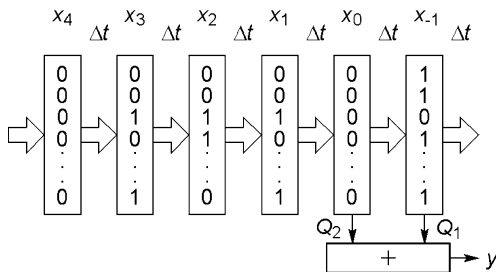 x₄ x₃ x₂ x₁ x₀ x₋₁
Δt Δt Δt Δt Δt Δt
0 0 0 0 0 1
0 0 0 0 0 1
0 1 1 1 0 0
0 0 1 0 0 1
. . . . . .
. . . . . .
. . . . . .
0 1 0 1 0 1
Q₂ Q₁
+ y